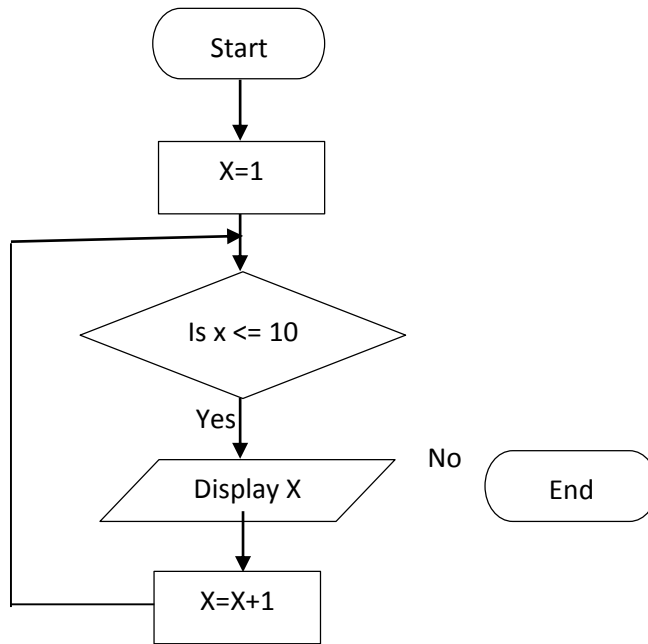 Start
X=1
Is x <= 10
Yes
No
Display X
End
X=X+1